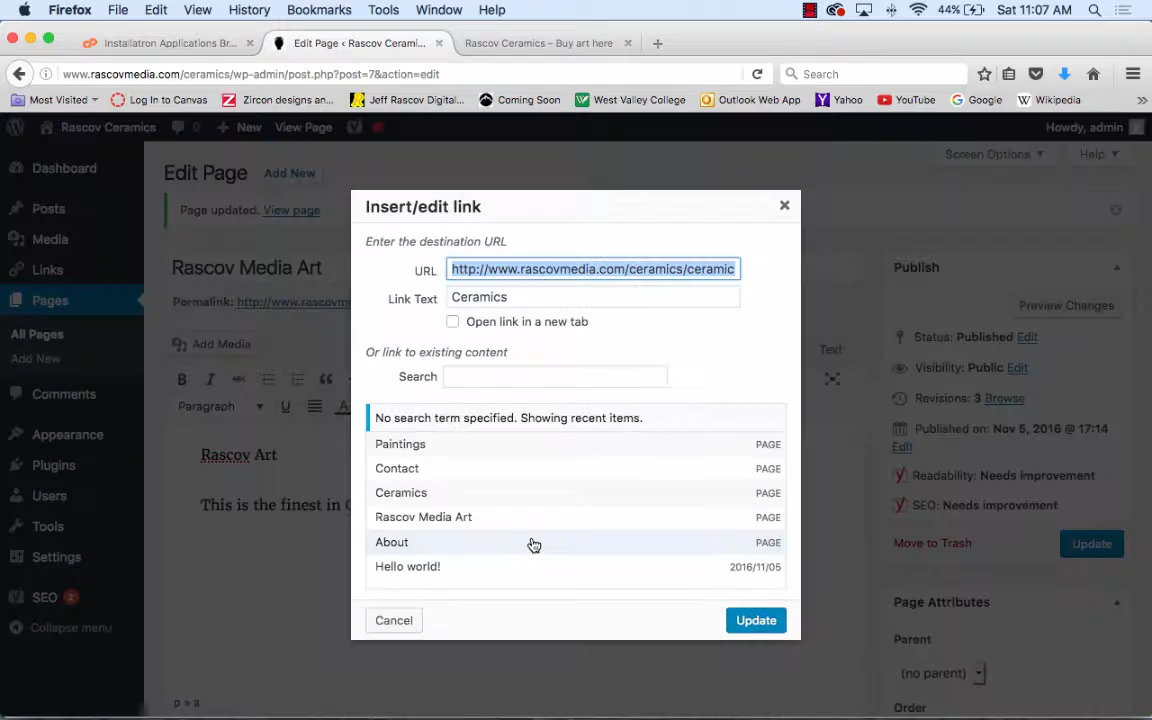 Firefox File Edit View History Bookmarks Tools Window Help 44% Sat 11:07 AM
Installatron Applications Br... Edit Page ‹ Rascov Cerami... Rascov Ceramics – Buy art here
www.rascovmedia.com/ceramics/wp-admin/post.php?post=7&action=edit Search
Most Visited Log In to Canvas Zircon designs an... Jeff Rascov Digital... Coming Soon West Valley College Outlook Web App Yahoo YouTube Google Wikipedia
Rascov Ceramics 0 New View Page Howdy, admin
Dashboard
Posts
Media
Links
Pages
All Pages
Add New
Comments
Appearance
Plugins
Users
Tools
Settings
SEO 2
Collapse menu
Screen Options Help
Edit Page Add New
Page updated. View page
Rascov Media Art
Permalink: http://www.rascovm
Add Media
Text
B I ABC
Paragraph U A
Rascov Art
This is the finest in
p » a
Insert/edit link
Enter the destination URL
URL http://www.rascovmedia.com/ceramics/ceramic
Link Text Ceramics
Open link in a new tab
Or link to existing content
Search
No search term specified. Showing recent items.
Paintings PAGE
Contact PAGE
Ceramics PAGE
Rascov Media Art PAGE
About PAGE
Hello world! 2016/11/05
Cancel Update
Publish
Preview Changes
Status: Published Edit
Visibility: Public Edit
Revisions: 3 Browse
Published on: Nov 5, 2016 @ 17:14
Edit
Readability: Needs improvement
SEO: Needs improvement
Move to Trash Update
Page Attributes
Parent
(no parent)
Order